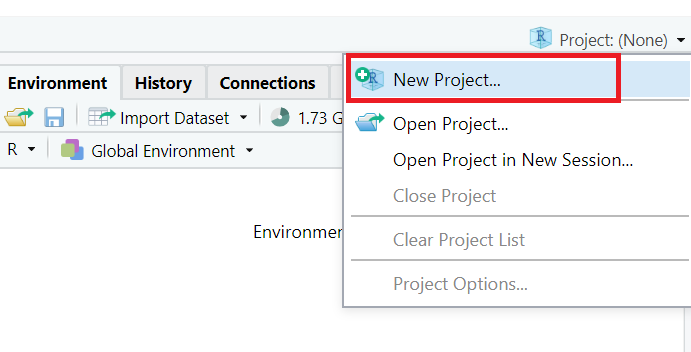 Project: (None)
Environment History Connections
New Project...
Import Dataset 1.73 G
Open Project...
R Global Environment
Open Project in New Session...
Close Project
Environmen
Clear Project List
Project Options...